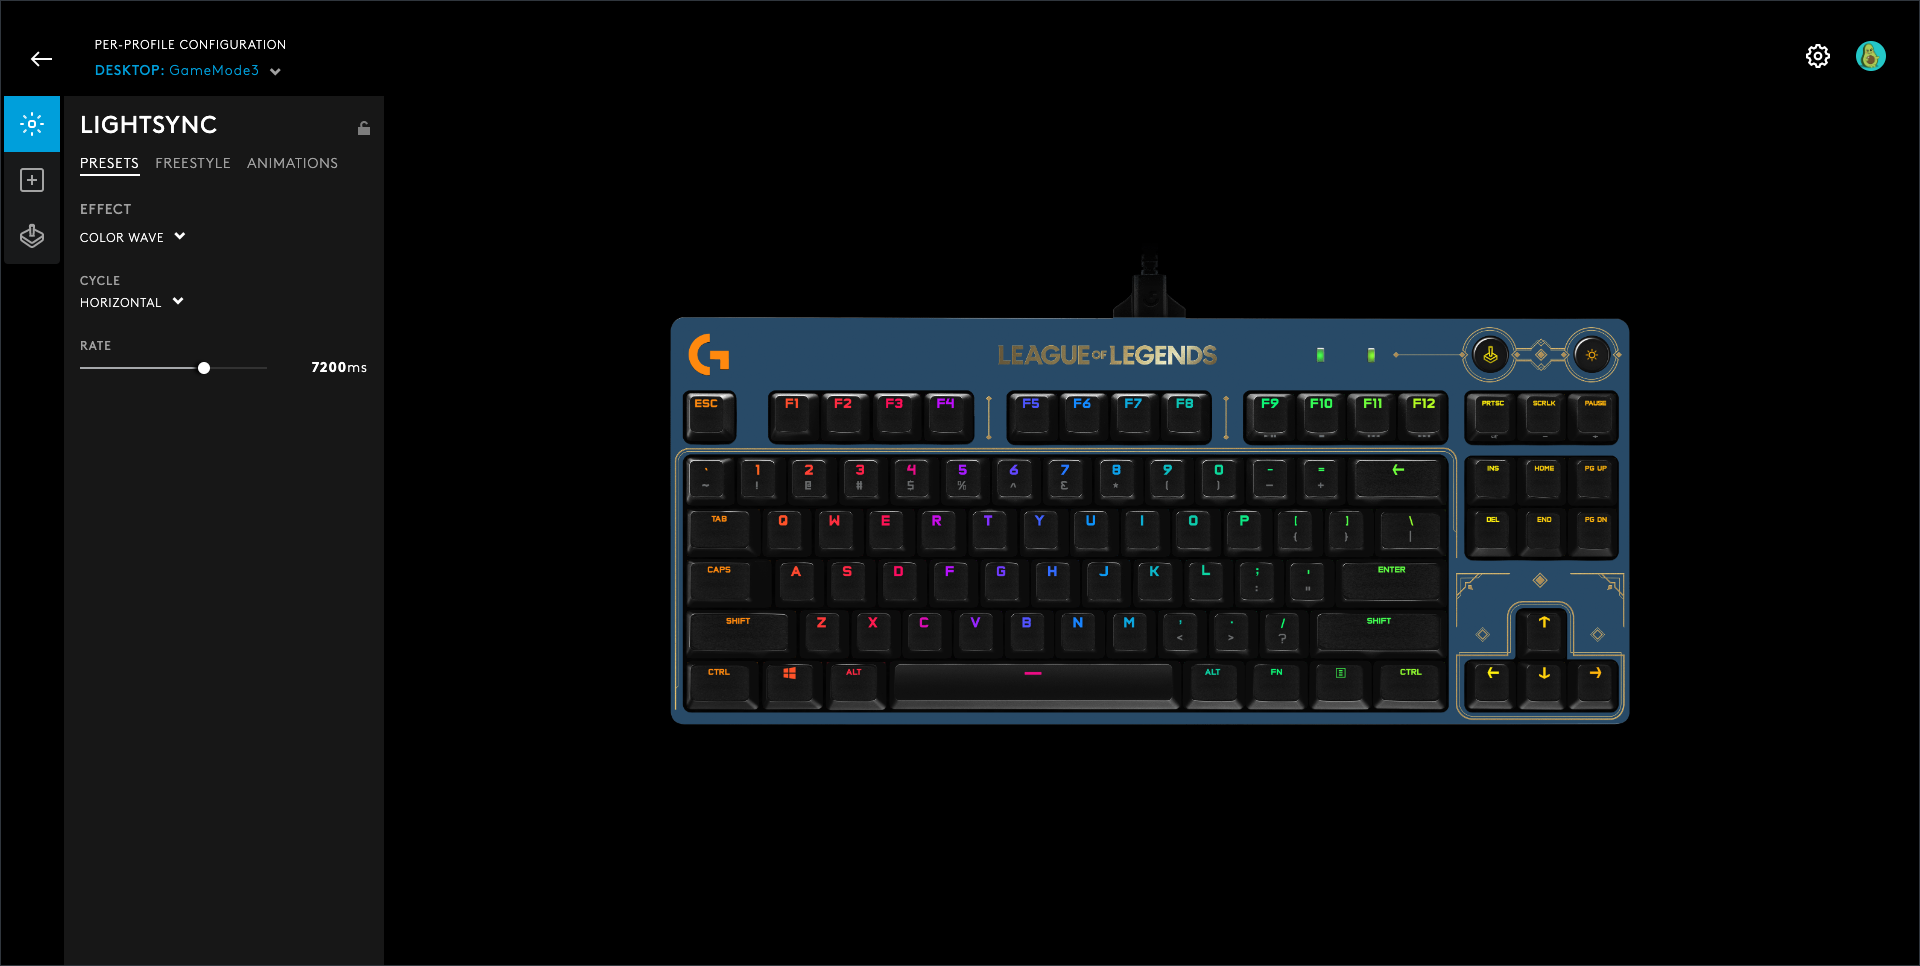 PER-PROFILE CONFIGURATION
DESKTOP: GameMode3
LIGHTSYNC
PRESETS FREESTYLE ANIMATIONS
EFFECT
COLOR WAVE
CYCLE
HORIZONTAL
RATE
7200ms
LEAGUE OF LEGENDS
ESC F1 F2 F3 F4 F5 F6 F7 F8 F9 F10 F11 F12 PRTSC SCRLK PAUSE
` 1 2 3 4 5 6 7 8 9 0 - = ←
~ ! @ # $ % ^ £ * ( ) — +
INS HOME PG UP
TAB Q W E R T Y U I O P [ ] \
{ } |
DEL END PG DN
CAPS A S D F G H J K L ; ' ENTER
: "
SHIFT Z X C V B N M , . / SHIFT
< > ?
↑
CTRL ALT — ALT FN CTRL
← ↓ →